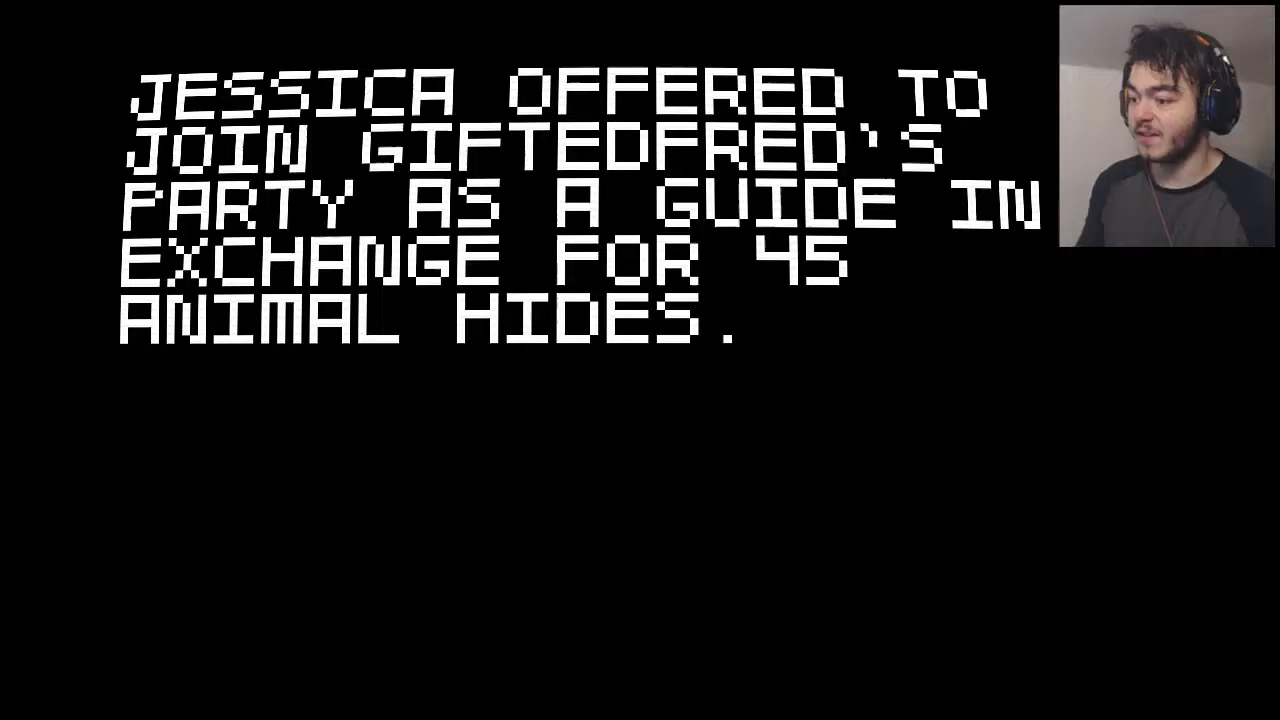 JESSICA OFFERED TO
JOIN GIFTEDFRED'S
PARTY AS A GUIDE IN
EXCHANGE FOR 45
ANIMAL HIDES.